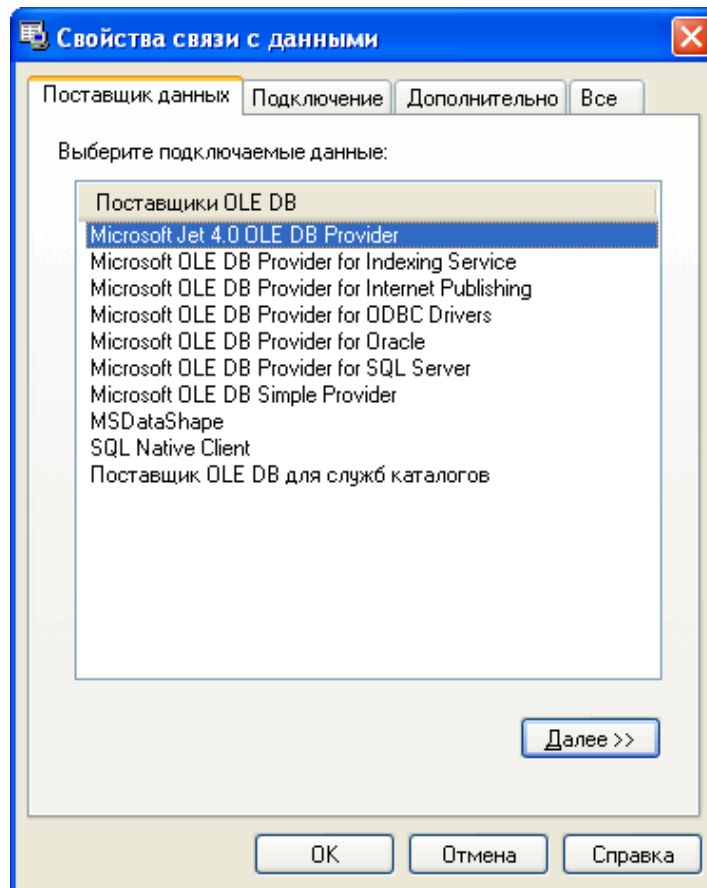 Свойства связи с данными
Поставщик данных Подключение Дополнительно Все
Выберите подключаемые данные:
Поставщики OLE DB
Microsoft Jet 4.0 OLE DB Provider
Microsoft OLE DB Provider for Indexing Service
Microsoft OLE DB Provider for Internet Publishing
Microsoft OLE DB Provider for ODBC Drivers
Microsoft OLE DB Provider for Oracle
Microsoft OLE DB Provider for SQL Server
Microsoft OLE DB Simple Provider
MSDataShape
SQL Native Client
Поставщик OLE DB для служб каталогов
Далее >>
OK Отмена Справка